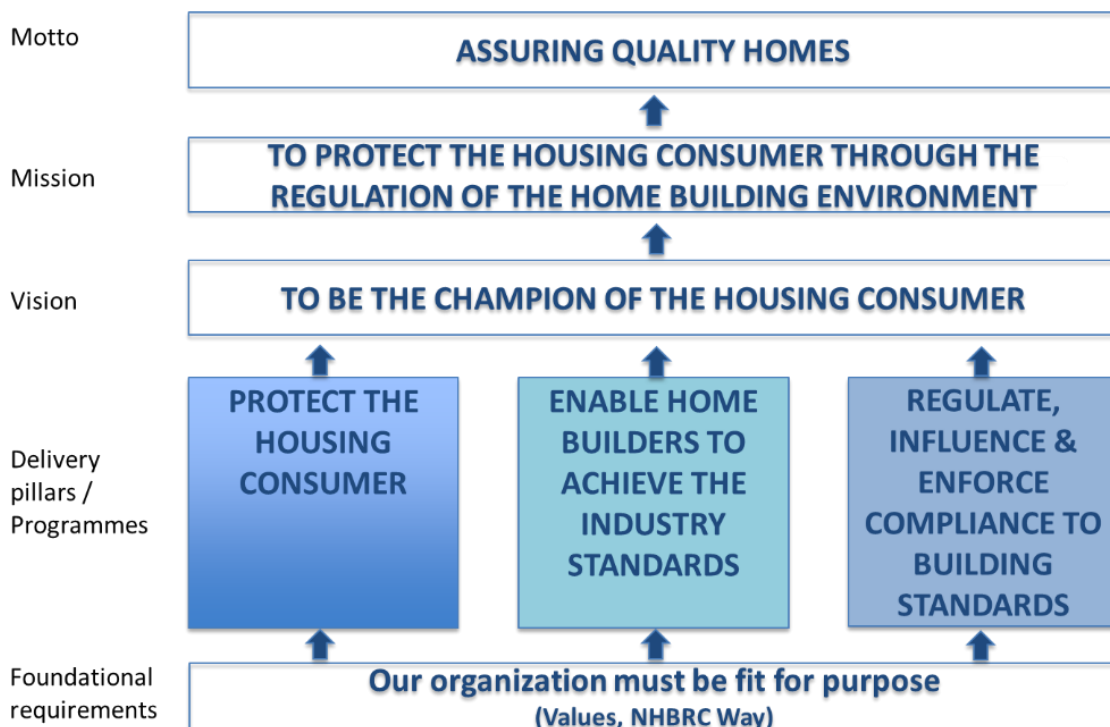 Motto
ASSURING QUALITY HOMES
Mission
TO PROTECT THE HOUSING CONSUMER THROUGH THE
REGULATION OF THE HOME BUILDING ENVIRONMENT
Vision
TO BE THE CHAMPION OF THE HOUSING CONSUMER
Delivery
pillars /
Programmes
PROTECT THE
HOUSING
CONSUMER
ENABLE HOME
BUILDERS TO
ACHIEVE THE
INDUSTRY
STANDARDS
REGULATE,
INFLUENCE &
ENFORCE
COMPLIANCE TO
BUILDING
STANDARDS
Foundational
requirements
Our organization must be fit for purpose
(Values, NHBRC Way)